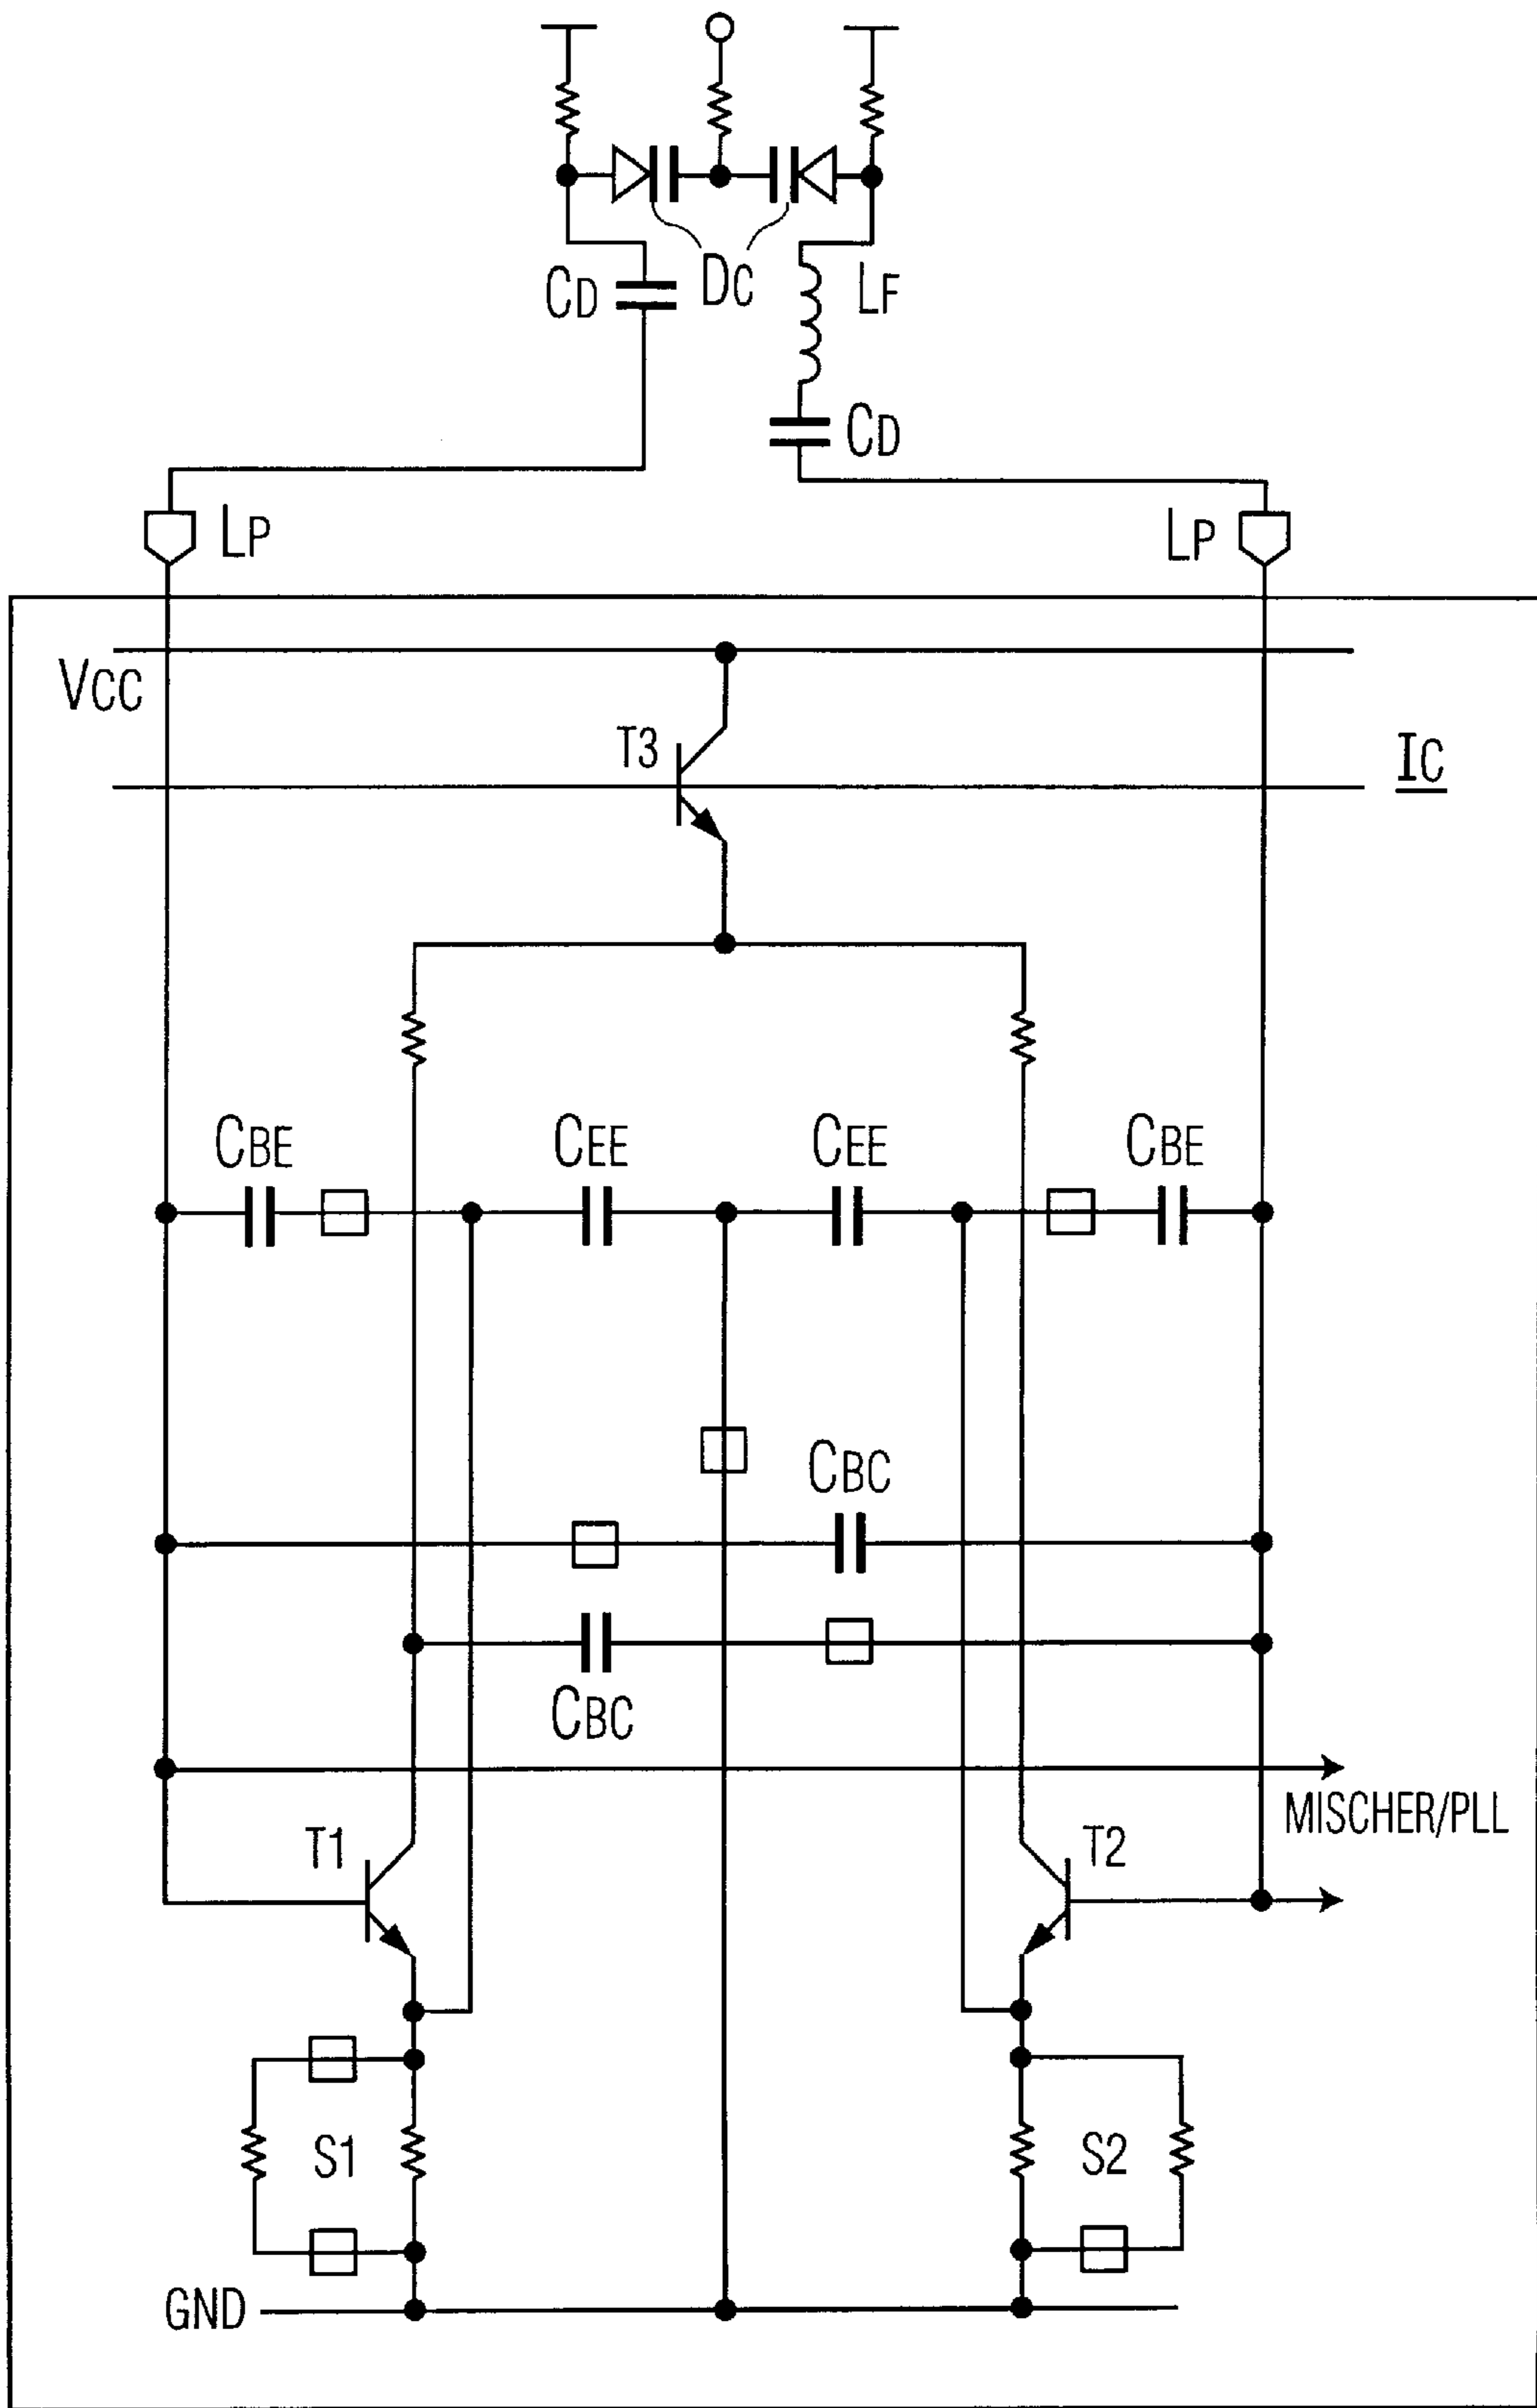 CD
DC
LF
CD
LP
LP
VCC
T3
IC
CBE
CEE
CEE
CBE
CBC
CBC
MISCHER/PLL
T1
T2
S1
S2
GND